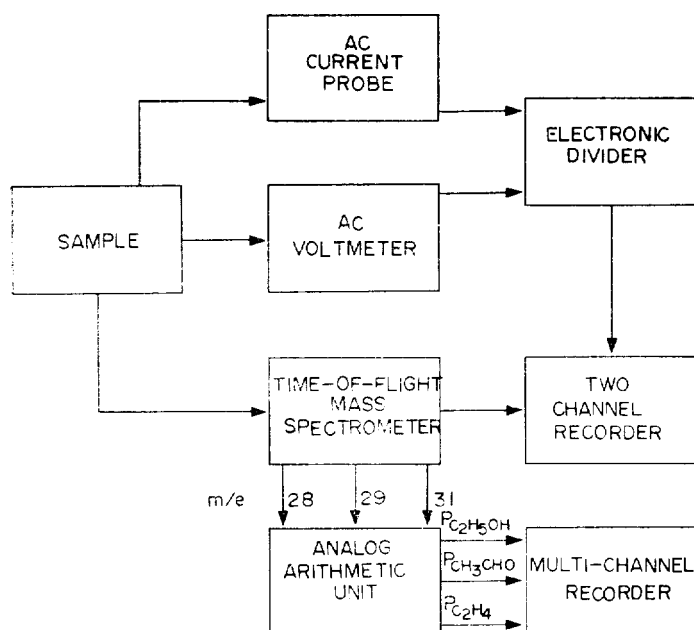 AC
CURRENT
PROBE
ELECTRONIC
DIVIDER
SAMPLE
AC
VOLTMETER
TIME-OF-FLIGHT
MASS
SPECTROMETER
TWO
CHANNEL
RECORDER
m/e 28 29 31
ANALOG
ARITHMETIC
UNIT
PC2H5OH
PCH3CHO
PC2H4
MULTI-CHANNEL
RECORDER